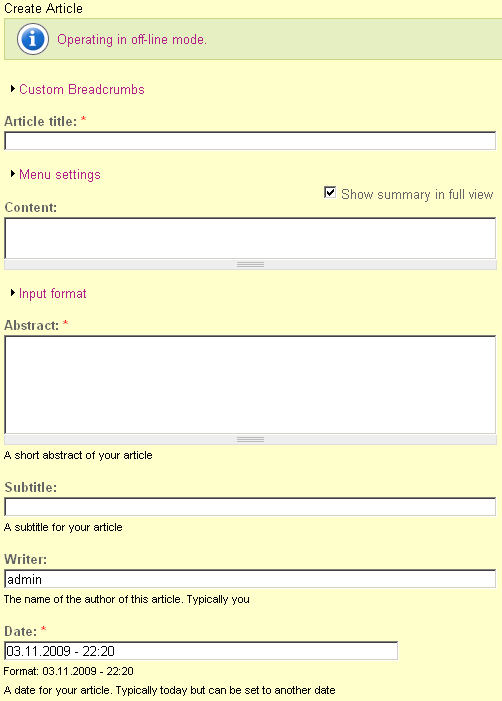 Create Article
Operating in off-line mode.
Custom Breadcrumbs
Article title: *
Menu settings
Show summary in full view
Content:
Input format
Abstract: *
A short abstract of your article
Subtitle:
A subtitle for your article
Writer:
admin
The name of the author of this article. Typically you
Date: *
03.11.2009 - 22:20
Format: 03.11.2009 - 22:20
A date for your article. Typically today but can be set to another date